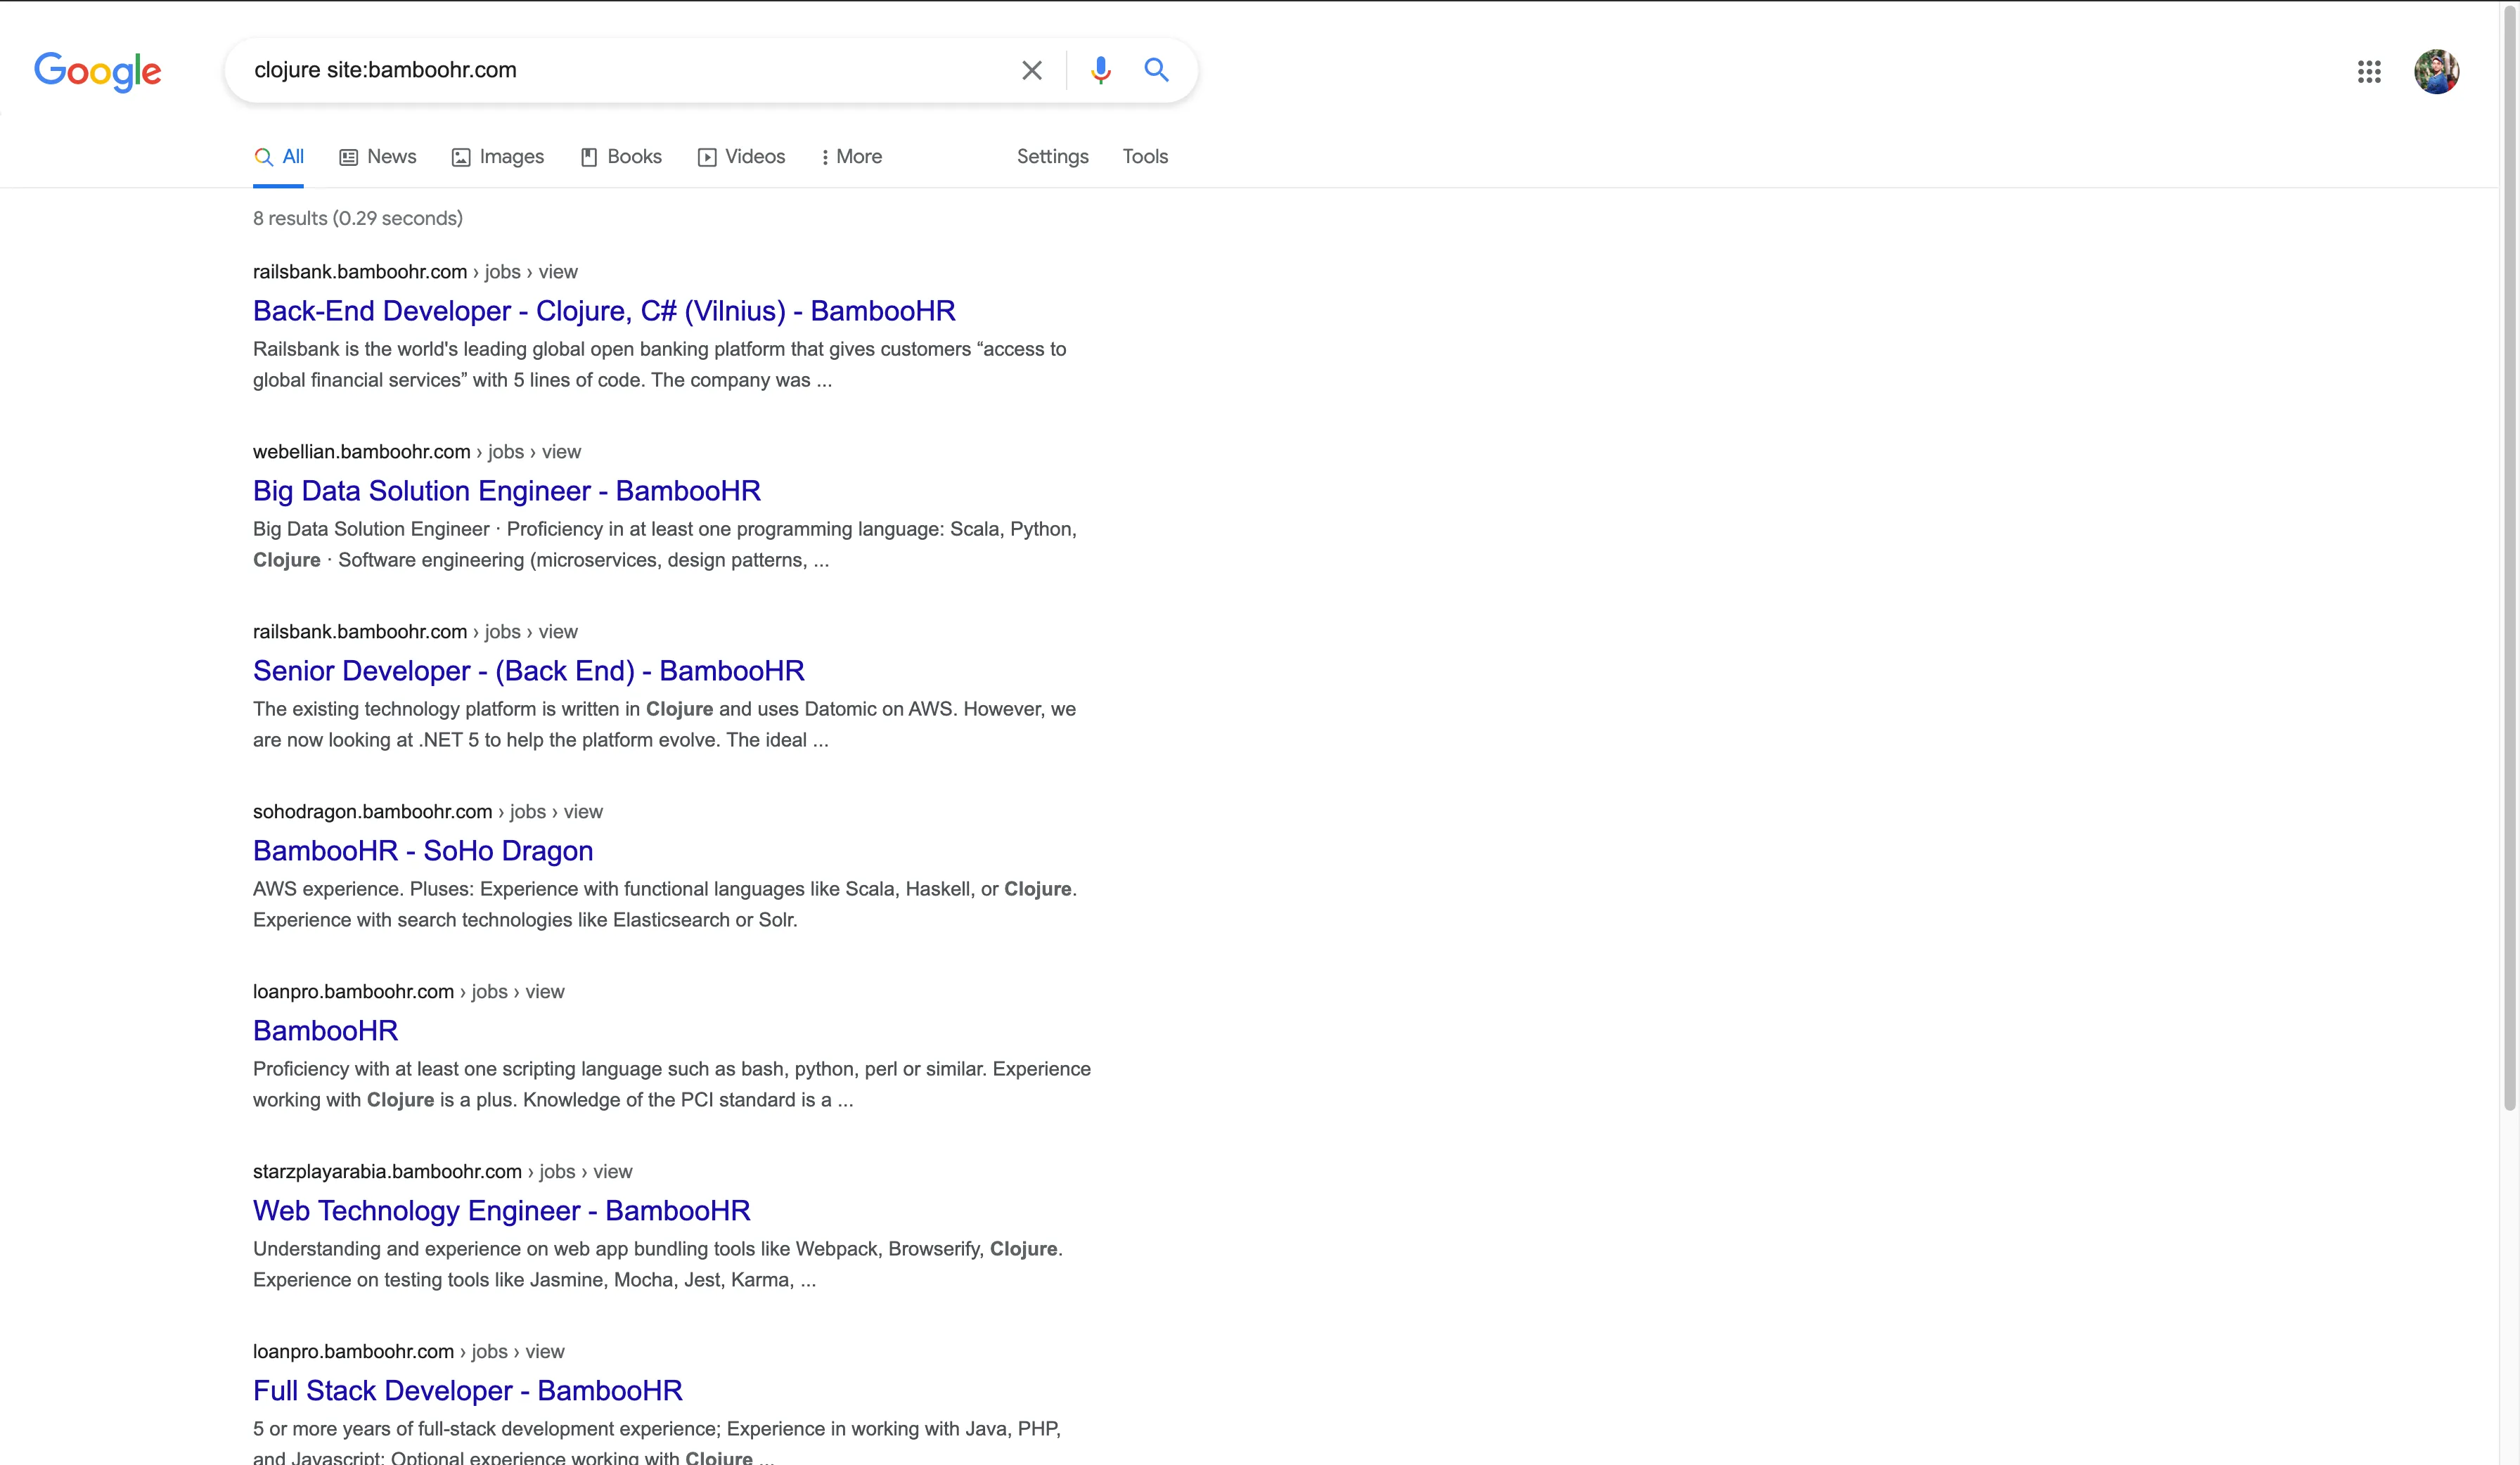 Google
clojure site:bamboohr.com
All News Images Books Videos More Settings Tools
8 results (0.29 seconds)
railsbank.bamboohr.com › jobs › view
Back-End Developer - Clojure, C# (Vilnius) - BambooHR
Railsbank is the world's leading global open banking platform that gives customers “access to
global financial services” with 5 lines of code. The company was ...
webellian.bamboohr.com › jobs › view
Big Data Solution Engineer - BambooHR
Big Data Solution Engineer · Proficiency in at least one programming language: Scala, Python,
Clojure · Software engineering (microservices, design patterns, ...
railsbank.bamboohr.com › jobs › view
Senior Developer - (Back End) - BambooHR
The existing technology platform is written in Clojure and uses Datomic on AWS. However, we
are now looking at .NET 5 to help the platform evolve. The ideal ...
sohodragon.bamboohr.com › jobs › view
BambooHR - SoHo Dragon
AWS experience. Pluses: Experience with functional languages like Scala, Haskell, or Clojure.
Experience with search technologies like Elasticsearch or Solr.
loanpro.bamboohr.com › jobs › view
BambooHR
Proficiency with at least one scripting language such as bash, python, perl or similar. Experience
working with Clojure is a plus. Knowledge of the PCI standard is a ...
starzplayarabia.bamboohr.com › jobs › view
Web Technology Engineer - BambooHR
Understanding and experience on web app bundling tools like Webpack, Browserify, Clojure.
Experience on testing tools like Jasmine, Mocha, Jest, Karma, ...
loanpro.bamboohr.com › jobs › view
Full Stack Developer - BambooHR
5 or more years of full-stack development experience; Experience in working with Java, PHP,
and Javascript; Optional experience working with Clojure ...